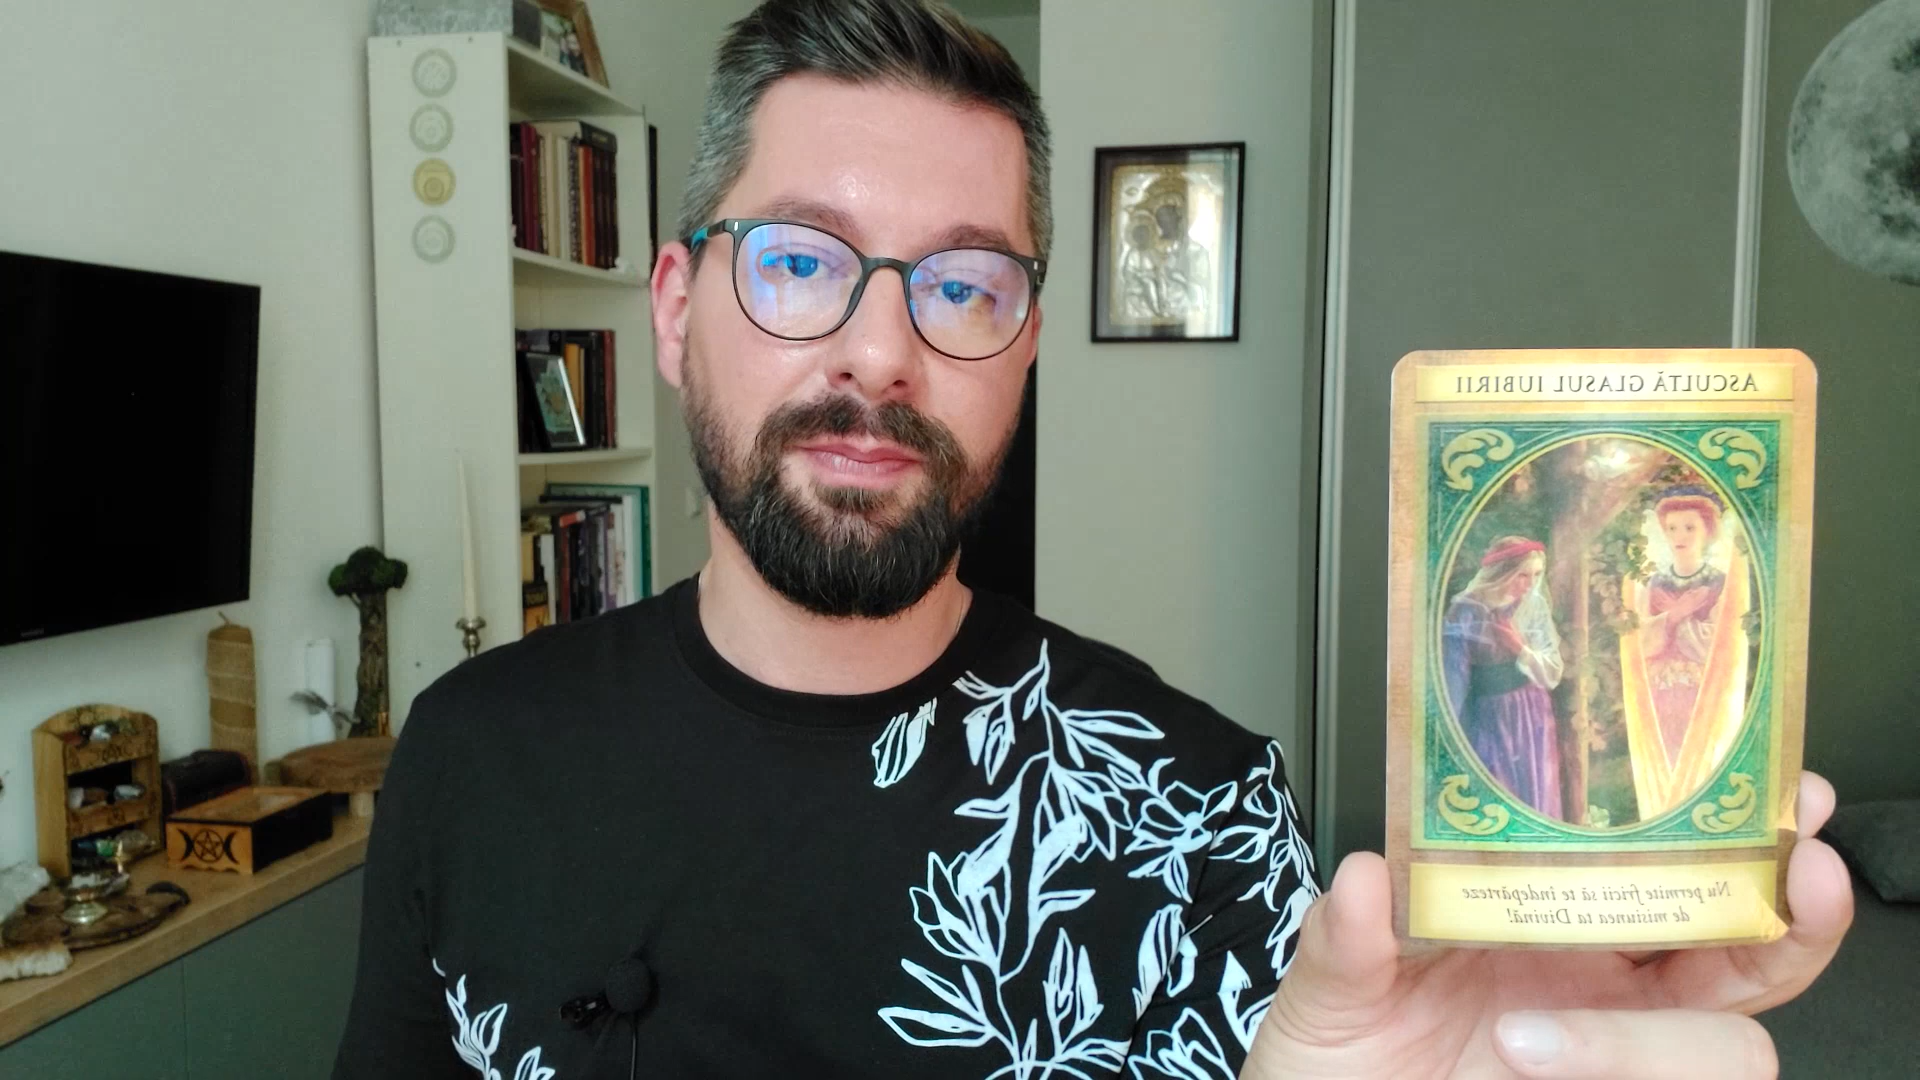 ASCULTĂ GLASUL IUBIRII
Nu permite fricii să te îndepărteze
de misiunea ta Divină!